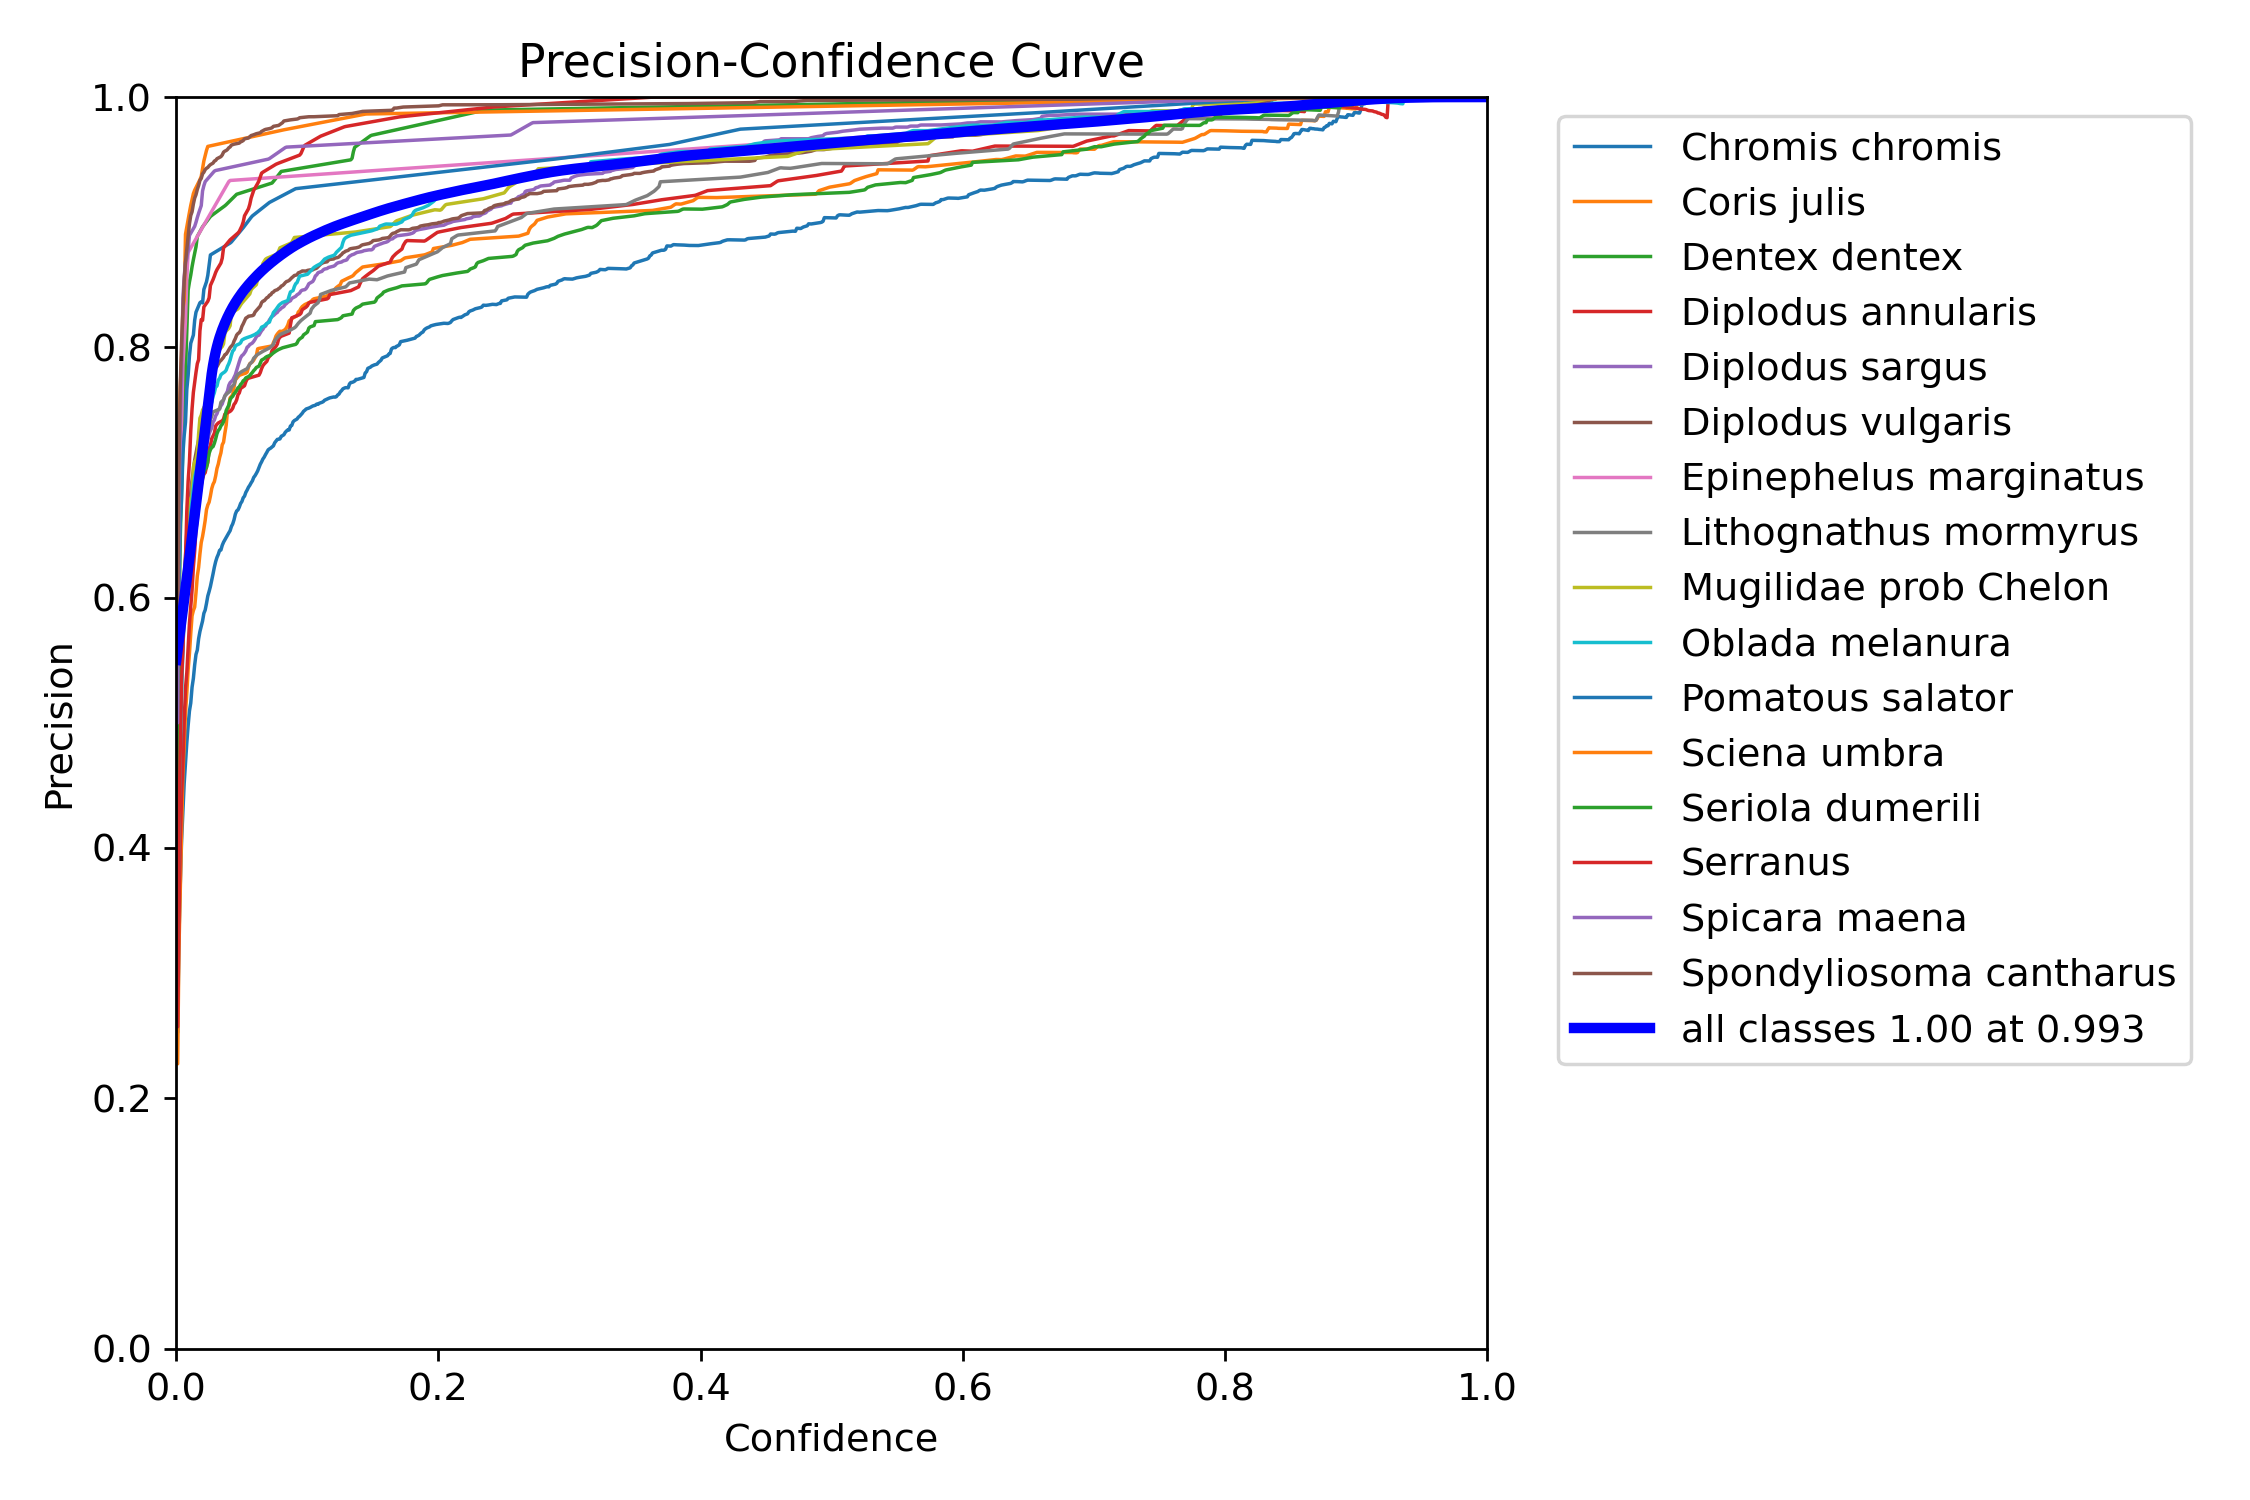 Precision-Confidence Curve
1.0
0.8
0.6
0.4
0.2
0.0
Precision
0.0 0.2 0.4 0.6 0.8 1.0
Confidence
Chromis chromis
Coris julis
Dentex dentex
Diplodus annularis
Diplodus sargus
Diplodus vulgaris
Epinephelus marginatus
Lithognathus mormyrus
Mugilidae prob Chelon
Oblada melanura
Pomatous salator
Sciena umbra
Seriola dumerili
Serranus
Spicara maena
Spondyliosoma cantharus
all classes 1.00 at 0.993